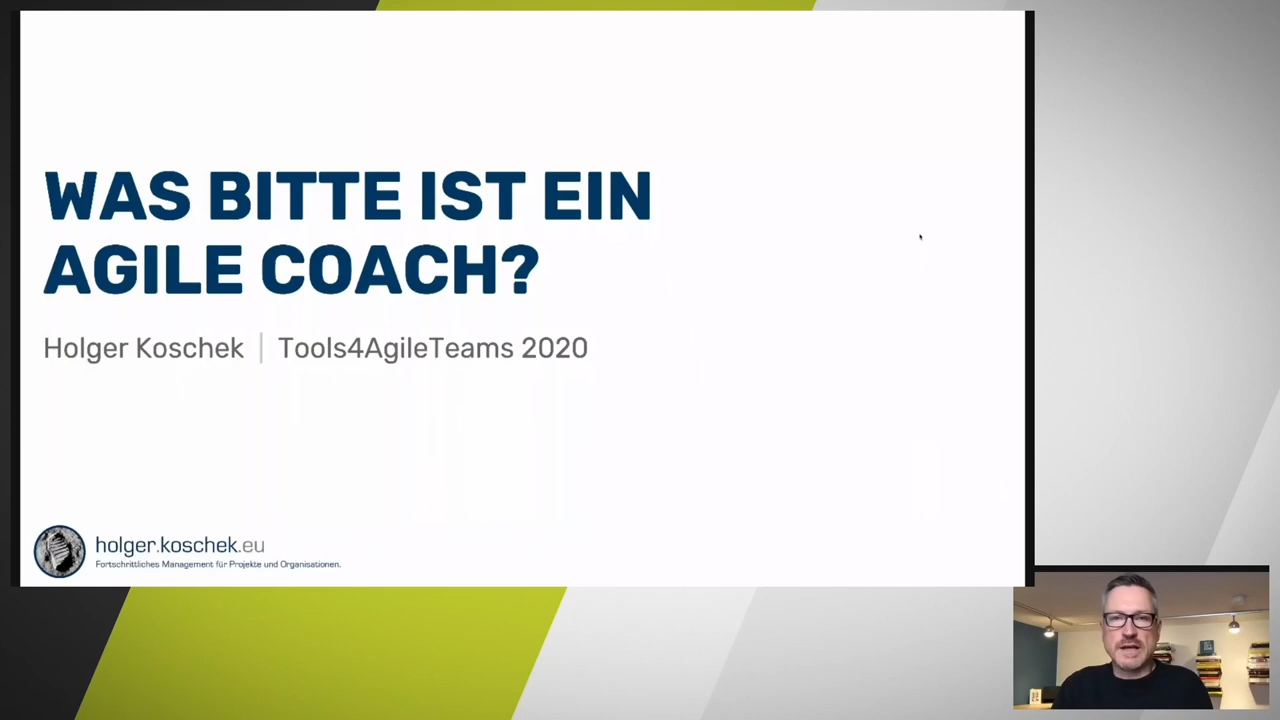 WAS BITTE IST EIN
AGILE COACH?
Holger Koschek | Tools4AgileTeams 2020
holger.koschek.eu
Fortschrittliches Management für Projekte und Organisationen.